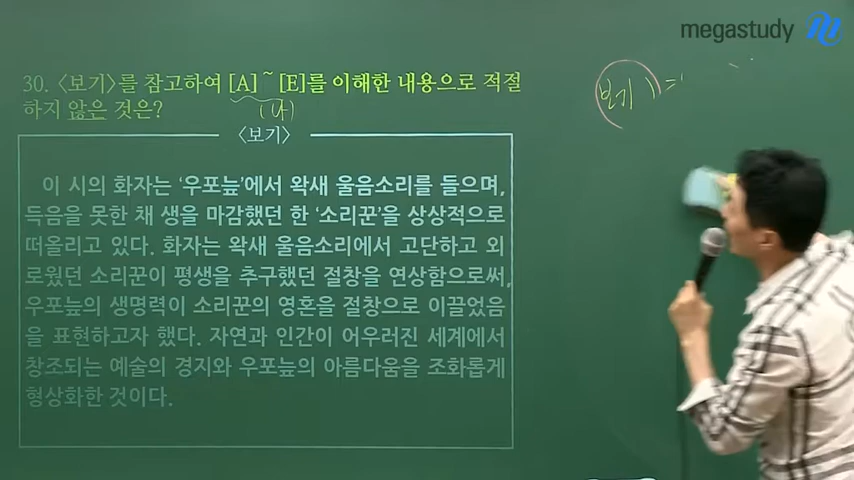 megastudy
30. <보기>를 참고하여 [A] ~ [E]를 이해한 내용으로 적절
하지 않은 것은?
(나)
보기
<보기>
이 시의 화자는 '우포늪'에서 왁새 울음소리를 들으며,
득음을 못한 채 생을 마감했던 한 '소리꾼'을 상상적으로
떠올리고 있다. 화자는 왁새 울음소리에서 고단하고 외
로웠던 소리꾼이 평생을 추구했던 절창을 연상함으로써,
우포늪의 생명력이 소리꾼의 영혼을 절창으로 이끌었음
을 표현하고자 했다. 자연과 인간이 어우러진 세계에서
창조되는 예술의 경지와 우포늪의 아름다움을 조화롭게
형상화한 것이다.